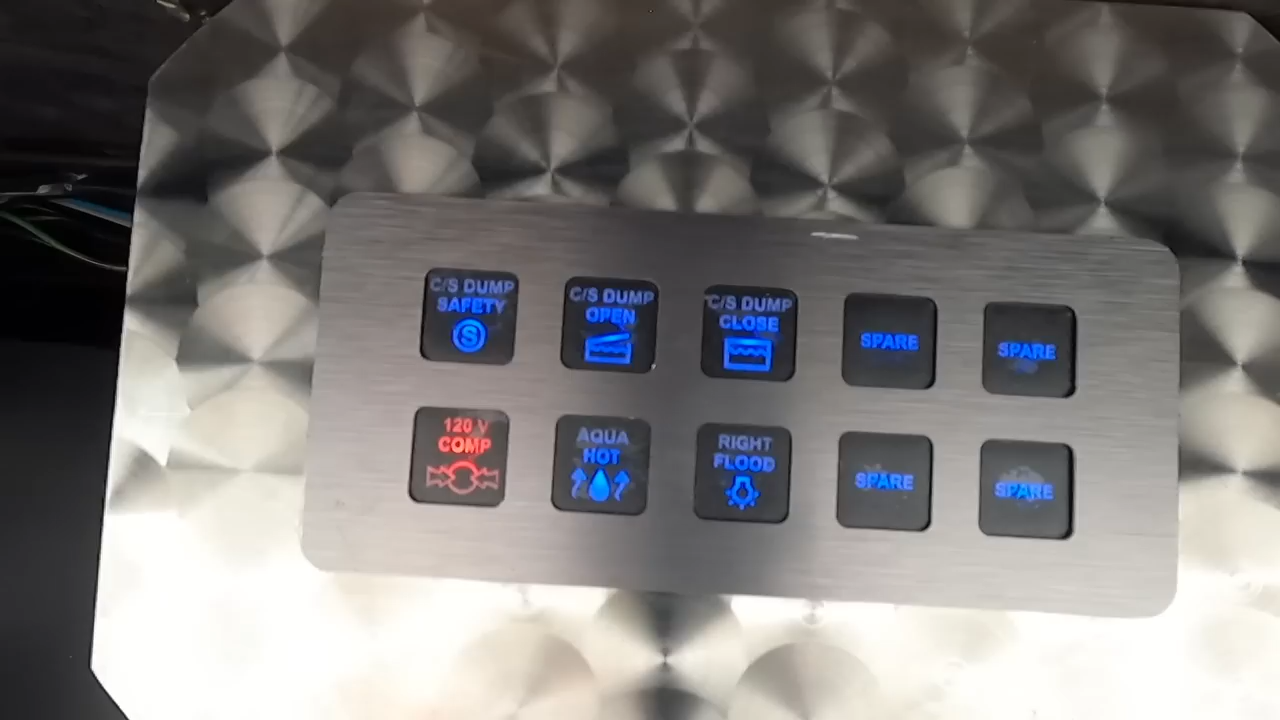 C/S DUMP
SAFETY
S
C/S DUMP
OPEN
C/S DUMP
CLOSE
SPARE
SPARE
120 V
COMP
AQUA
HOT
RIGHT
FLOOD
SPARE
SPARE